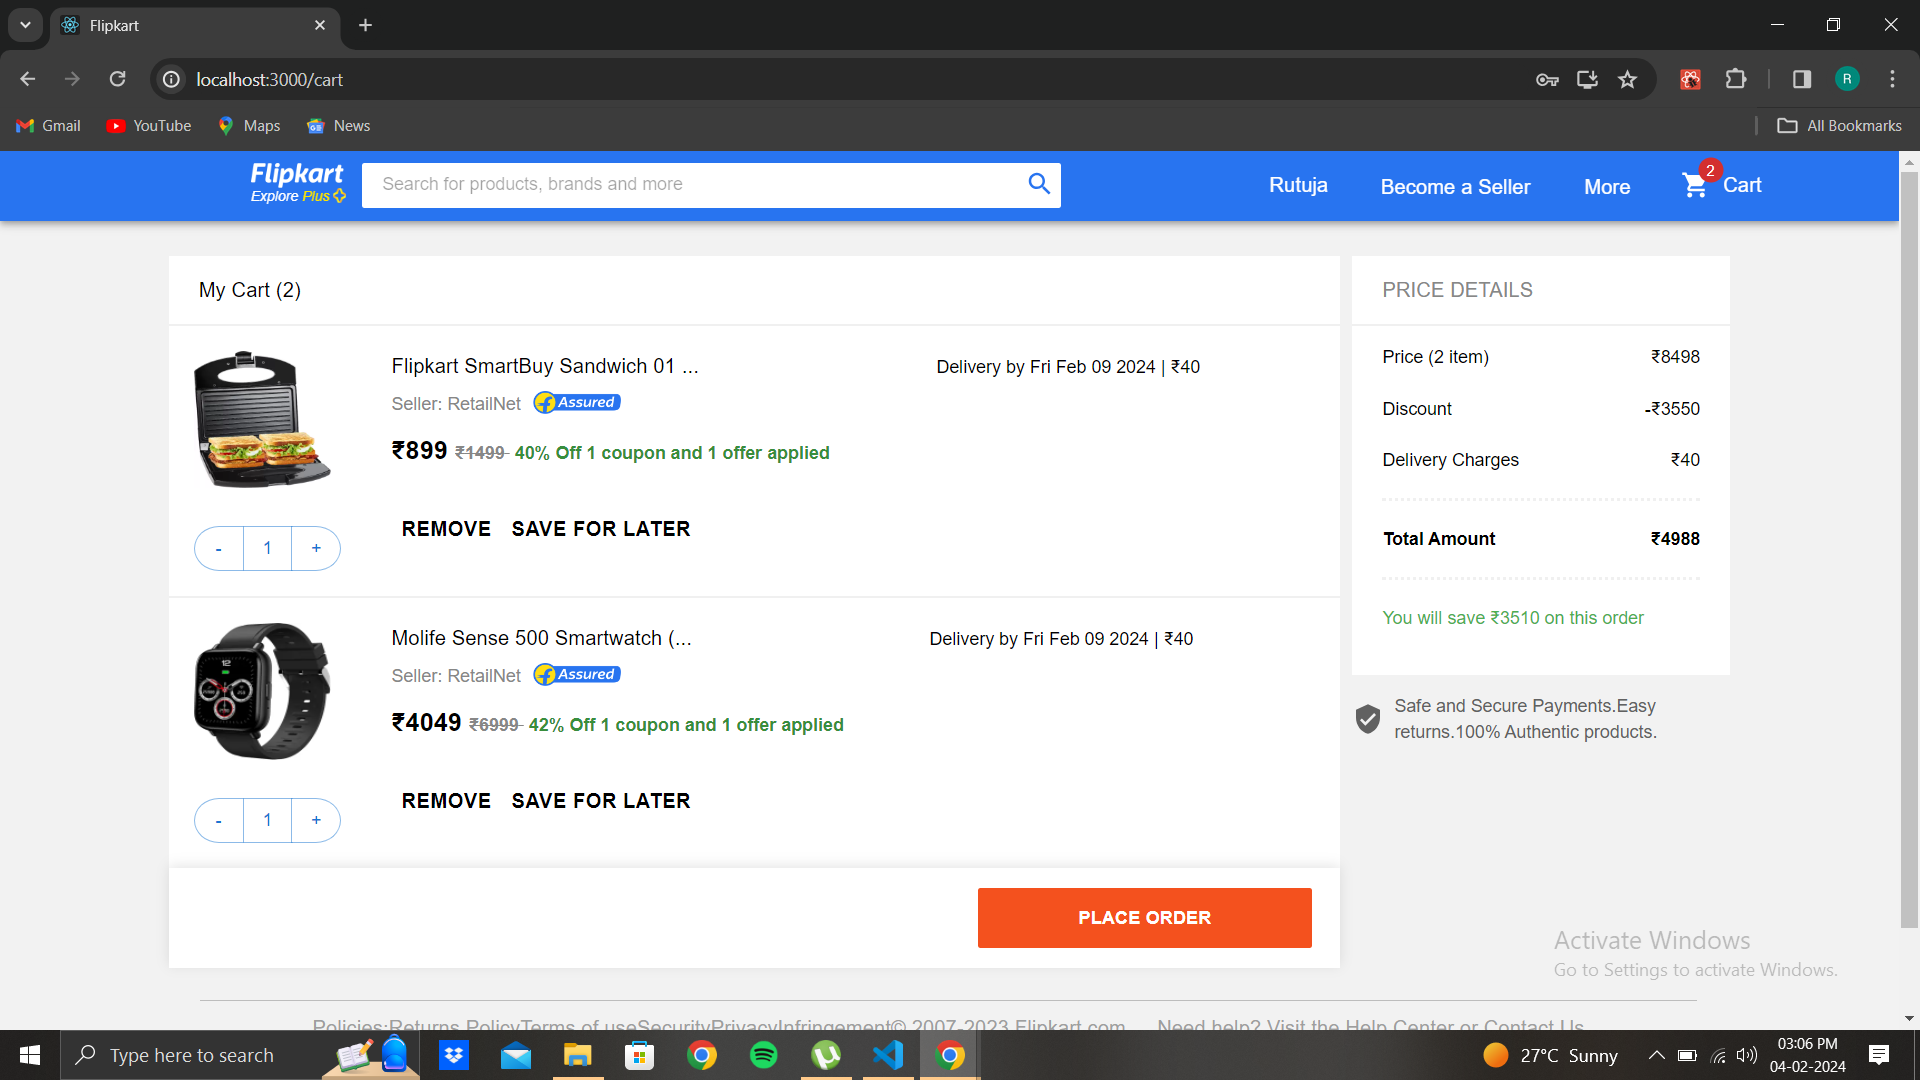 Flipkart
localhost:3000/cart
R
Gmail YouTube Maps News All Bookmarks
Flipkart
Explore Plus
Search for products, brands and more
Rutuja Become a Seller More 2 Cart
My Cart (2)
Flipkart SmartBuy Sandwich 01 ...
Delivery by Fri Feb 09 2024 | ₹40
Seller: RetailNet Assured
₹899 ₹1499 40% Off 1 coupon and 1 offer applied
REMOVE SAVE FOR LATER
- 1 +
Molife Sense 500 Smartwatch (...
Delivery by Fri Feb 09 2024 | ₹40
Seller: RetailNet Assured
₹4049 ₹6999 42% Off 1 coupon and 1 offer applied
REMOVE SAVE FOR LATER
- 1 +
PLACE ORDER
PRICE DETAILS
Price (2 item) ₹8498
Discount -₹3550
Delivery Charges ₹40
Total Amount ₹4988
You will save ₹3510 on this order
Safe and Secure Payments.Easy
returns.100% Authentic products.
Activate Windows
Go to Settings to activate Windows.
Policies:Returns PolicyTerms of useSecurityPrivacyInfringement© 2007-2023 Flipkart.com Need help? Visit the Help Center or Contact Us
Type here to search
27°C Sunny
03:06 PM
04-02-2024